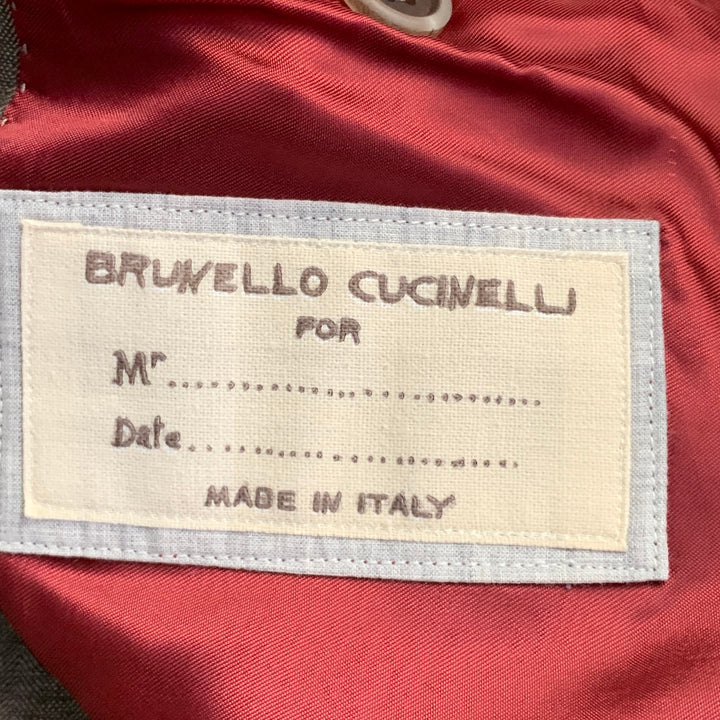 BRUNELLO CUCINELLI
FOR
Mr........................................
Date........................................
MADE IN ITALY